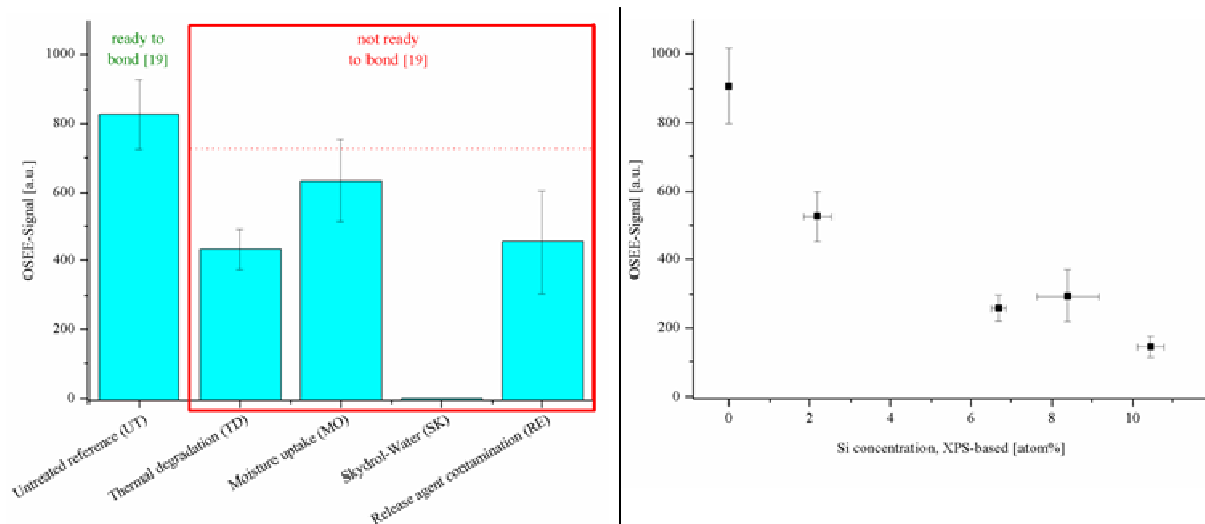 ready to
bond [19]
not ready
to bond [19]
1000
800
600
400
200
0
OSEE-Signal [a.u.]
Untreated reference (UT)
Thermal degradation (TD)
Moisture uptake (MO)
Skydrol-Water (SK)
Release agent contamination (RE)
1000
800
600
400
200
0
OSEE-Signal [a.u.]
0 2 4 6 8 10
Si concentration, XPS-based [atom%]